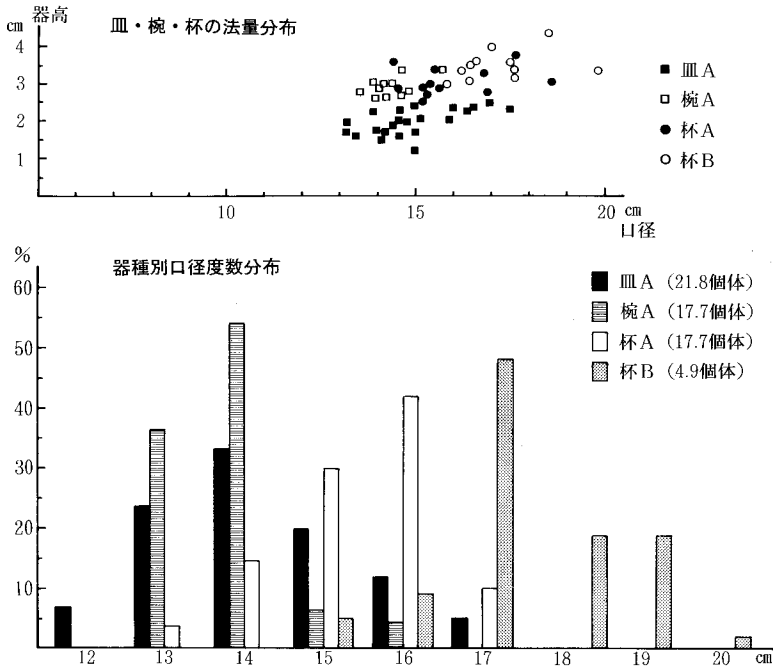 cm 器高
皿・椀・杯の法量分布
4
3
2
1
10
15
20
cm
口径
■ 皿A
□ 椀A
● 杯A
○ 杯B
%
器種別口径度数分布
60
50
40
30
20
10
皿A (21.8個体)
椀A (17.7個体)
杯A (17.7個体)
杯B (4.9個体)
12 13 14 15 16 17 18 19 20 cm